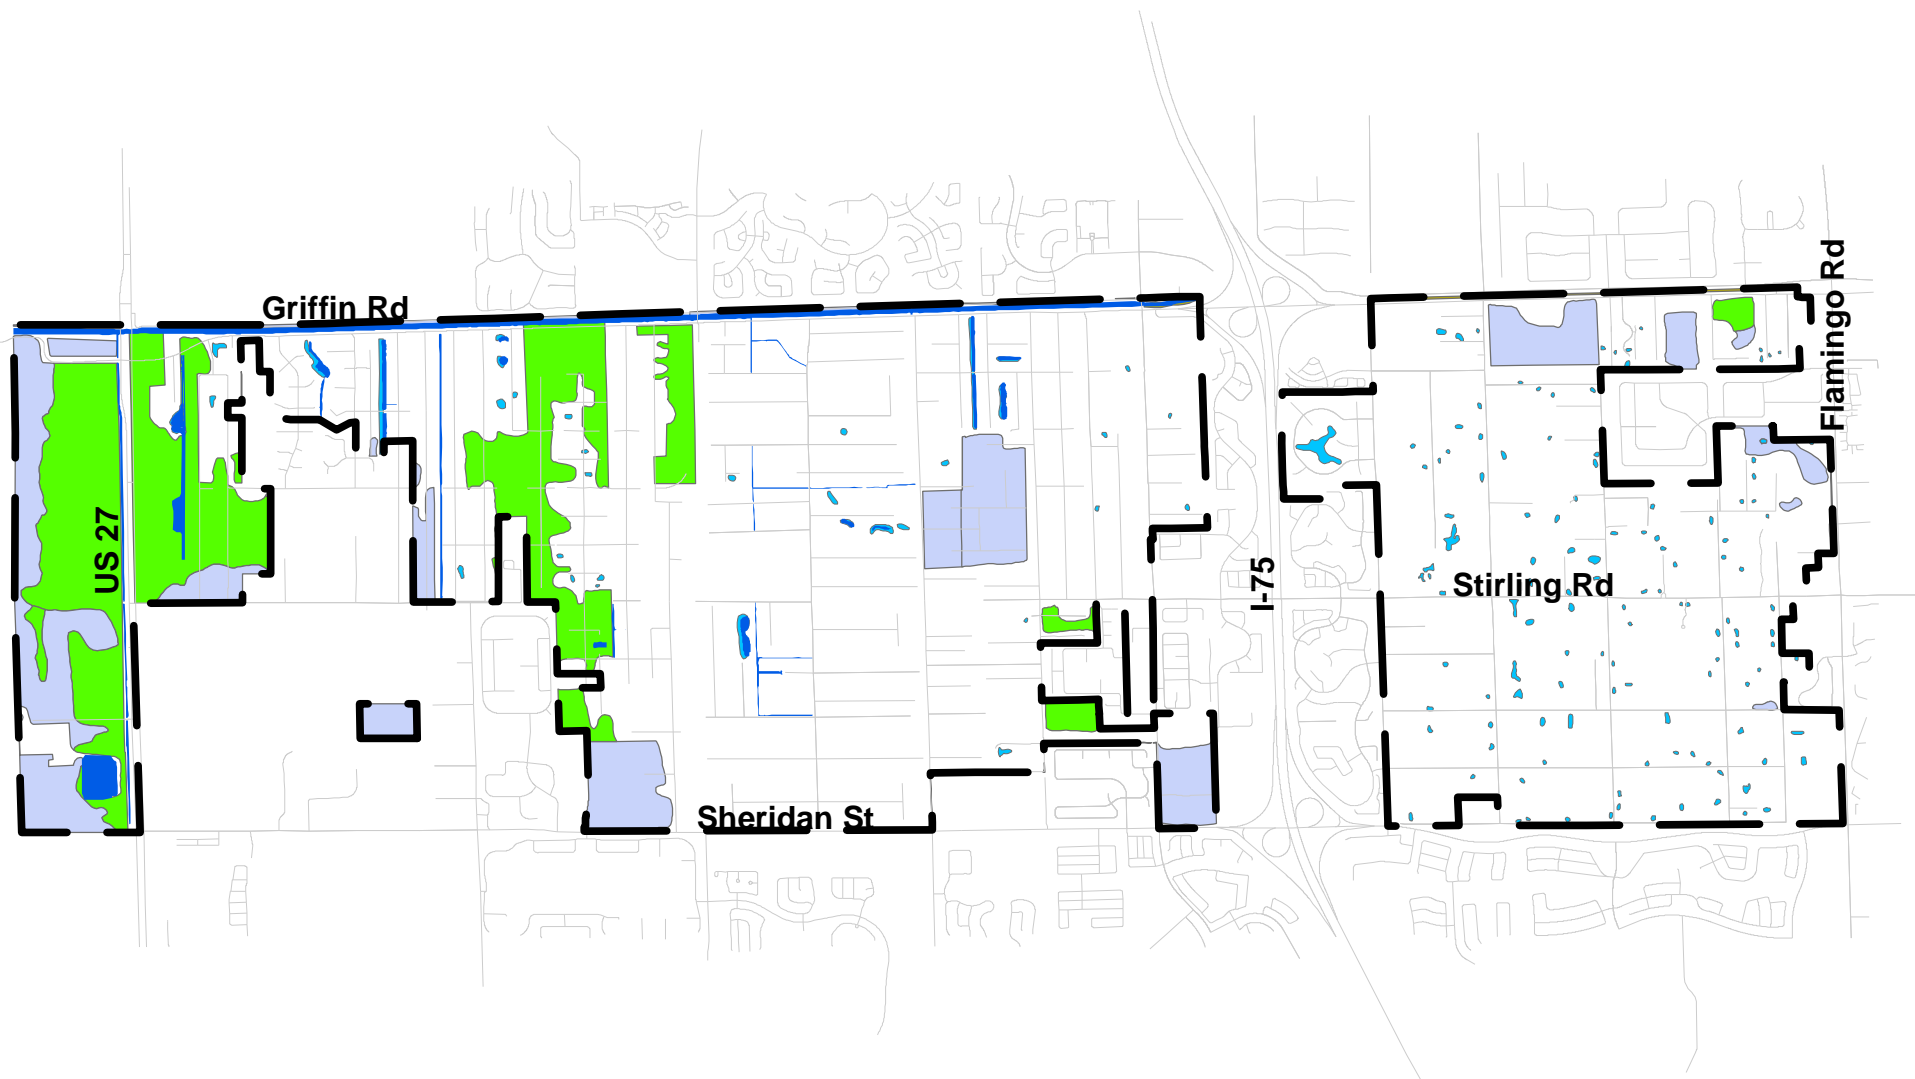 Griffin Rd
Flamingo Rd
US 27
I-75
Stirling Rd
Sheridan St